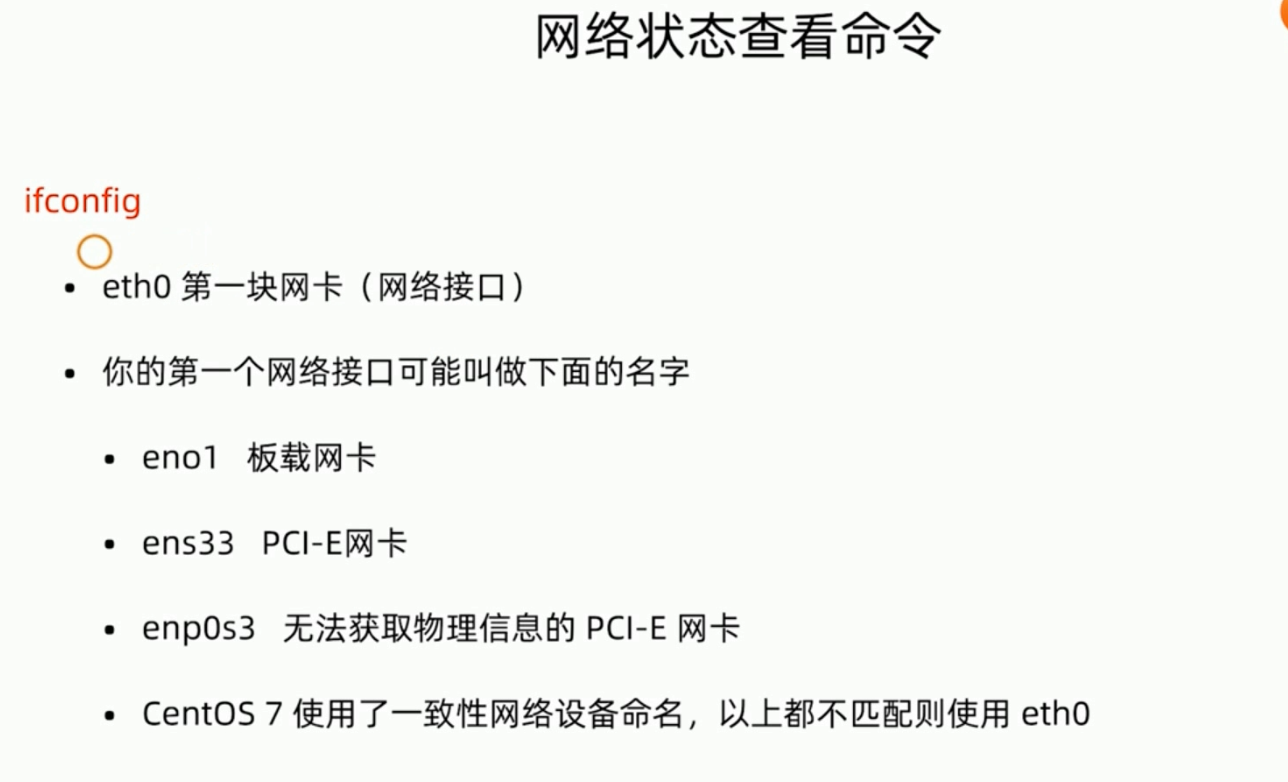 网络状态查看命令
ifconfig
• eth0 第一块网卡（网络接口）
• 你的第一个网络接口可能叫做下面的名字
• eno1 板载网卡
• ens33 PCI-E网卡
• enp0s3 无法获取物理信息的 PCI-E 网卡
• CentOS 7 使用了一致性网络设备命名，以上都不匹配则使用 eth0